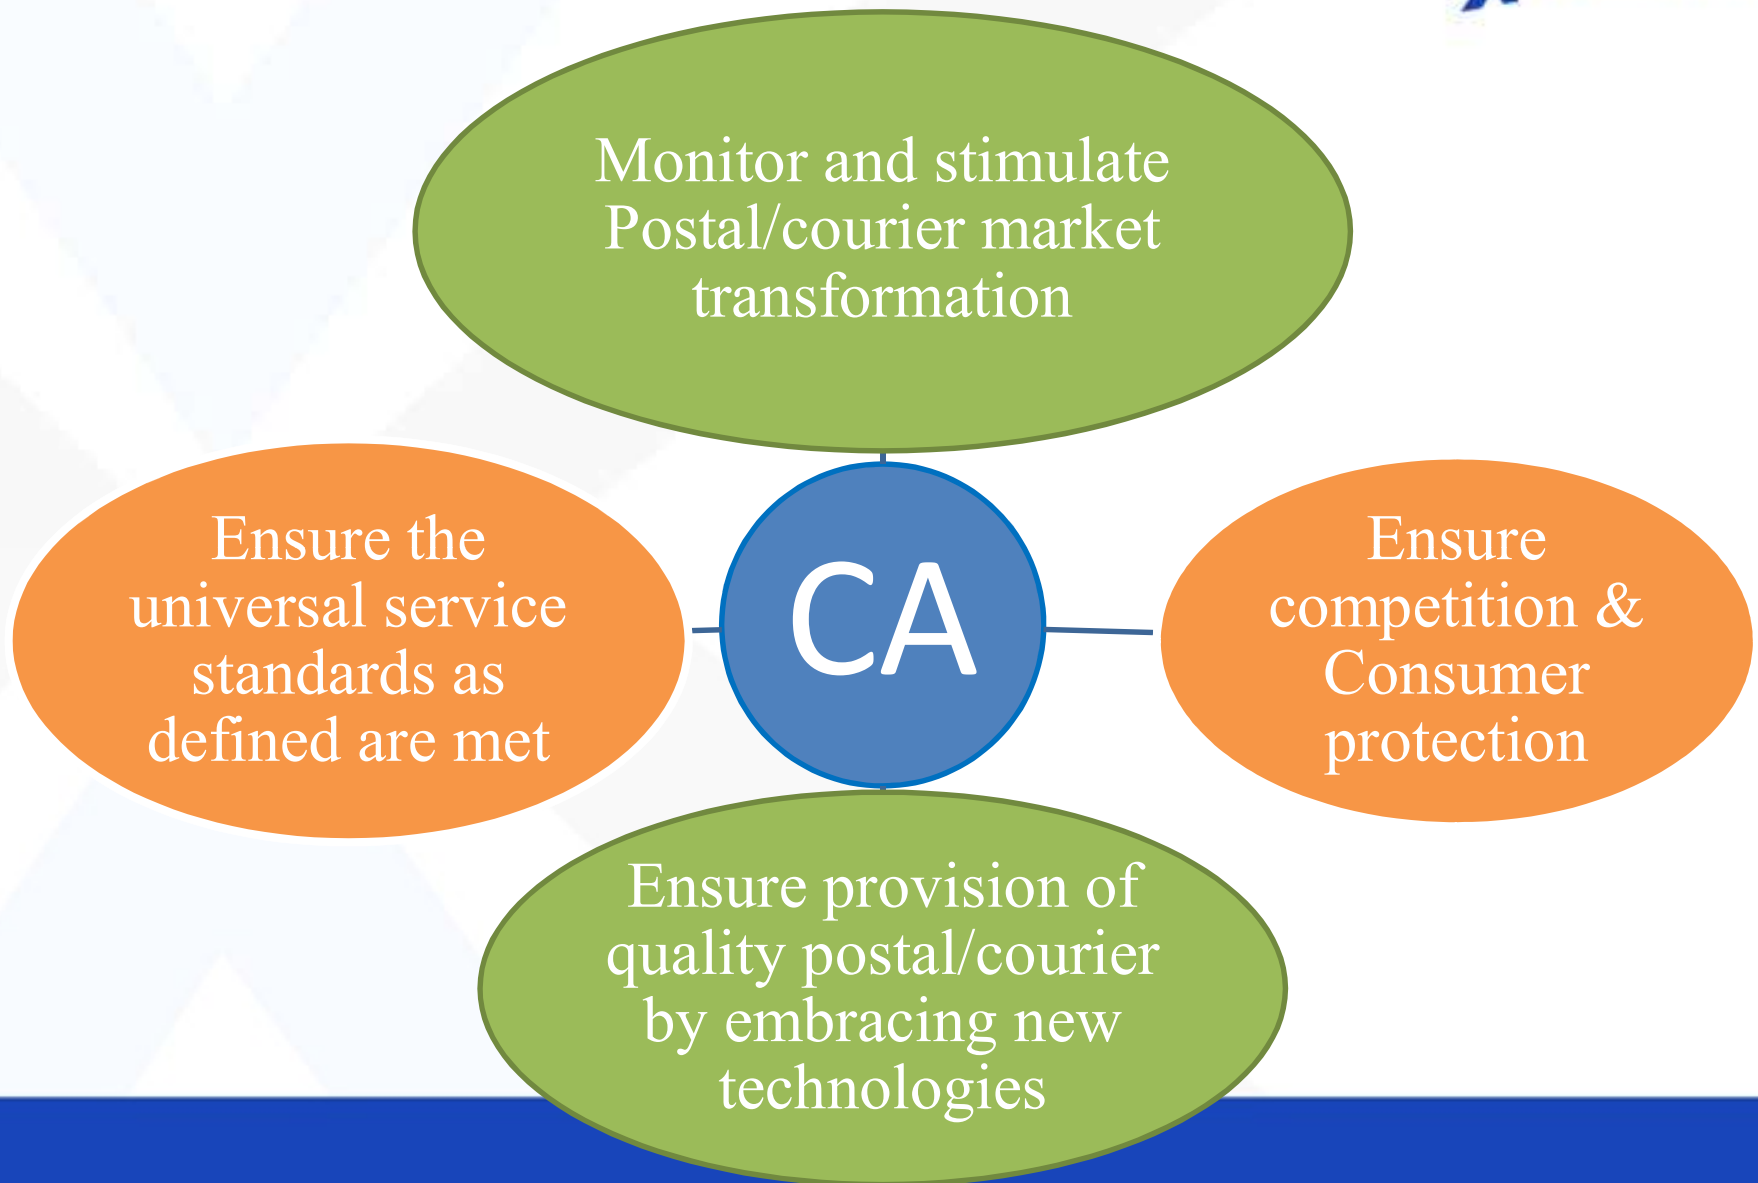 Monitor and stimulate
Postal/courier market
transformation
Ensure the
universal service
standards as
defined are met
CA
Ensure
competition &
Consumer
protection
Ensure provision of
quality postal/courier
by embracing new
technologies